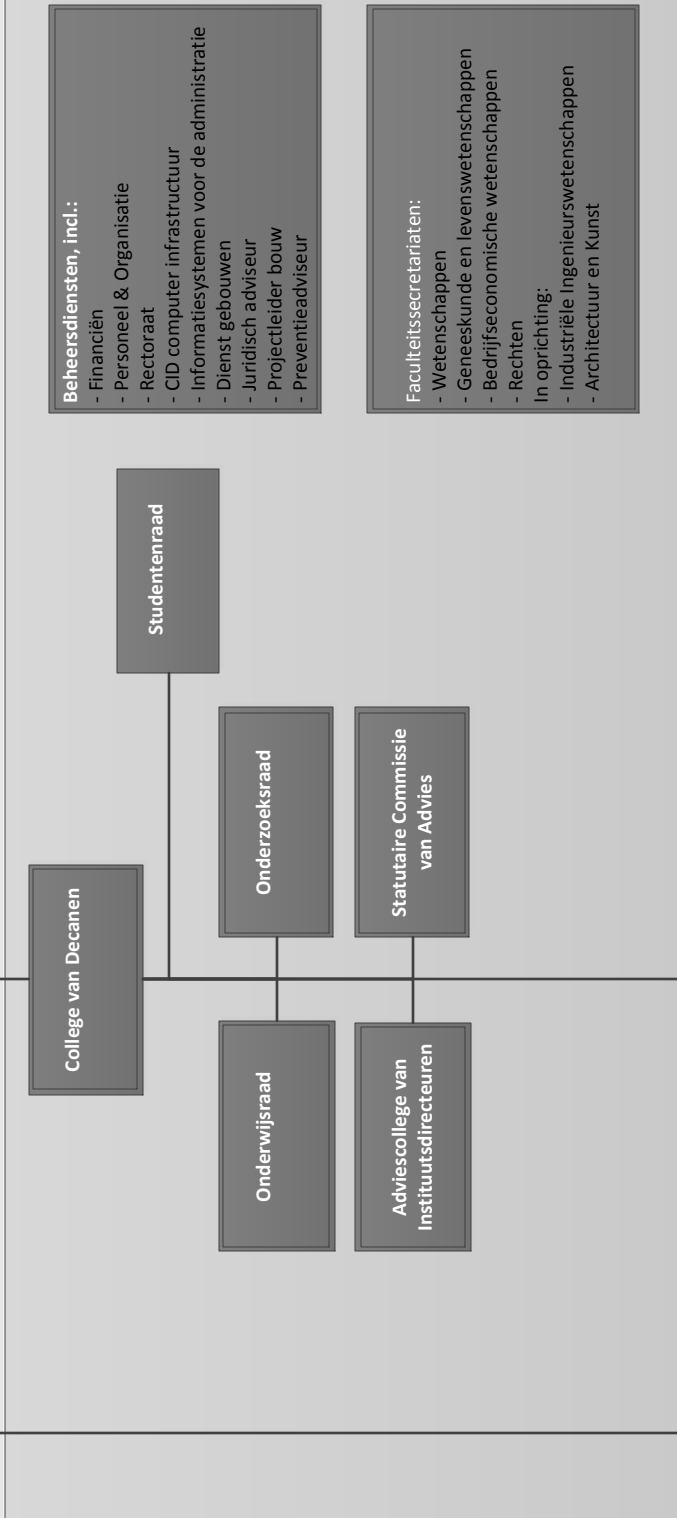 College van Decanen
Studentenraad
Onderwijsraad
Onderzoeksraad
Adviescollege van
Instituutsdirecteuren
Statutaire Commissie
van Advies
Beheersdiensten, incl.:
- Financiën
- Personeel & Organisatie
- Rectoraat
- CID computer infrastructuur
- Informatiesystemen voor de administratie
- Dienst gebouwen
- Juridisch adviseur
- Projectleider bouw
- Preventieadviseur
Faculteitssecretariaten:
- Wetenschappen
- Geneeskunde en levenswetenschappen
- Bedrijfseconomische wetenschappen
- Rechten
In oprichting:
- Industriële Ingenieurswetenschappen
- Architectuur en Kunst